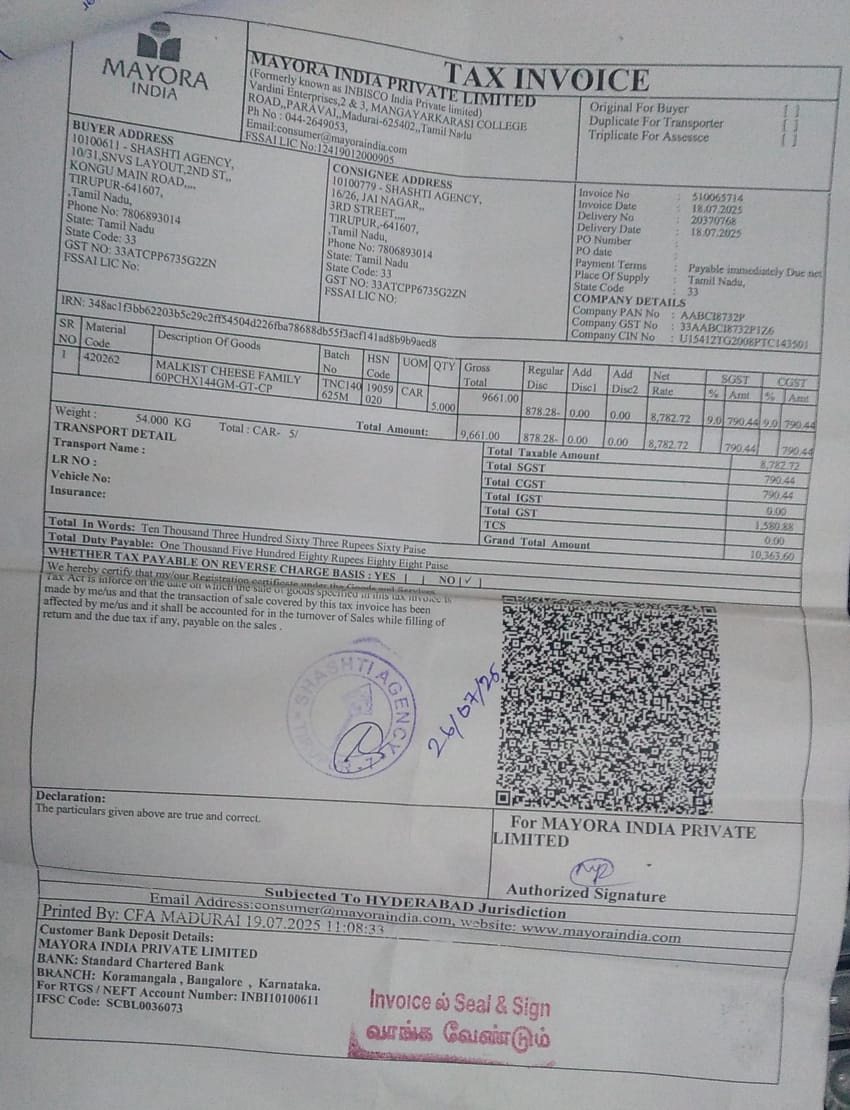 MAYORA
INDIA
TAX INVOICE
MAYORA INDIA PRIVATE LIMITED
(Formerly known as INBISCO India Private limited)
Vardini Enterprises,2 & 3, MANGAYARKARASI COLLEGE
ROAD,,PARAVAI,,Madurai-625402,,Tamil Nadu
Ph No : 044-2649053,
Email:consumer@mayoraindia.com
FSSAI LIC No:12419012000905
Original For Buyer [ ]
Duplicate For Transporter [ ]
Triplicate For Assessce [ ]
BUYER ADDRESS
10100611 - SHASHTI AGENCY,
10/31,SNVS LAYOUT,2ND ST,,
KONGU MAIN ROAD,,,,
TIRUPUR-641607,
,Tamil Nadu,
Phone No: 7806893014
State: Tamil Nadu
State Code: 33
GST NO: 33ATCPP6735G2ZN
FSSAI LIC No:
CONSIGNEE ADDRESS
10100779 - SHASHTI AGENCY,
16/26, JAI NAGAR,,
3RD STREET,,,,
TIRUPUR,-641607,
,Tamil Nadu,
Phone No: 7806893014
State: Tamil Nadu
State Code: 33
GST NO: 33ATCPP6735G2ZN
FSSAI LIC NO:
Invoice No : 510065714
Invoice Date : 18.07.2025
Delivery No : 20370768
Delivery Date : 18.07.2025
PO Number :
PO date :
Payment Terms : Payable immediately Due net
Place Of Supply : Tamil Nadu,
State Code : 33
COMPANY DETAILS
Company PAN No : AABCI8732P
Company GST No : 33AABCI8732P1Z6
Company CIN No : U15412TG2008PTC143501
IRN: 348ac1f3bb62203b5c29c2ff54504d226fba78688db55f3acf141ad8b9b9aed8
SR NO Material Code Description Of Goods Batch No HSN Code UOM QTY Gross Total Regular Disc Add Disc1 Add Disc2 Net Rate SGST % Amt CGST % Amt
1 420262 MALKIST CHEESE FAMILY 60PCHX144GM-GT-CP TNC140625M 19059020 CAR 5.000 9661.00 878.28- 0.00 0.00 8,782.72 9.0 790.44 9.0 790.44
Weight : 54.000 KG Total : CAR- 5/ Total Amount: 9,661.00 878.28- 0.00 0.00 8,782.72 790.44 790.44
TRANSPORT DETAIL
Transport Name :
LR NO :
Vehicle No:
Insurance:
Total Taxable Amount 8,782.72
Total SGST 790.44
Total CGST 790.44
Total IGST 0.00
Total GST 1,580.88
TCS 0.00
Grand Total Amount 10,363.60
Total In Words: Ten Thousand Three Hundred Sixty Three Rupees Sixty Paise
Total Duty Payable: One Thousand Five Hundred Eighty Rupees Eighty Eight Paise
WHETHER TAX PAYABLE ON REVERSE CHARGE BASIS : YES [ ] NO [✓]
We hereby certify that my/our Registration certificate under the Goods and Services
Tax Act is inforce on the date on which the sale of goods specified in this tax invoice is
made by me/us and that the transaction of sale covered by this tax invoice has been
affected by me/us and it shall be accounted for in the turnover of Sales while filling of
return and the due tax if any, payable on the sales .
SHASHTI AGENCY
26/07/25
Declaration:
The particulars given above are true and correct.
For MAYORA INDIA PRIVATE
LIMITED
Authorized Signature
Subjected To HYDERABAD Jurisdiction
Email Address:consumer@mayoraindia.com, website: www.mayoraindia.com
Printed By: CFA MADURAI 19.07.2025 11:08:33
Customer Bank Deposit Details:
MAYORA INDIA PRIVATE LIMITED
BANK: Standard Chartered Bank
BRANCH: Koramangala , Bangalore , Karnataka.
For RTGS / NEFT Account Number: INBI10100611
IFSC Code: SCBL0036073
Invoice ல் Seal & Sign
வாங்க வேண்டும்